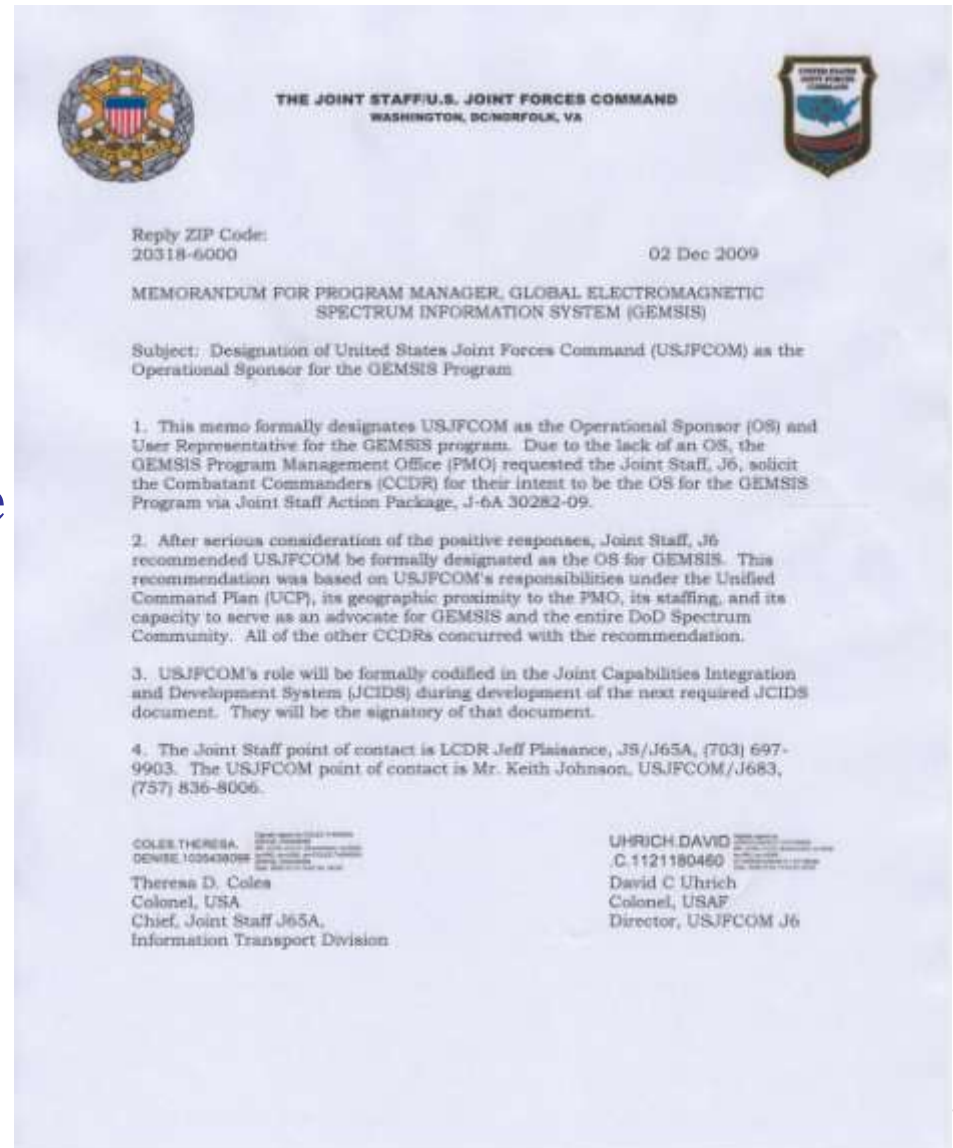 THE JOINT STAFF/U.S. JOINT FORCES COMMAND
WASHINGTON, DC/NORFOLK, VA
UNITED STATES
JOINT FORCES
COMMAND
Reply ZIP Code:
20318-6000
02 Dec 2009
MEMORANDUM FOR PROGRAM MANAGER, GLOBAL ELECTROMAGNETIC
SPECTRUM INFORMATION SYSTEM (GEMSIS)
Subject: Designation of United States Joint Forces Command (USJFCOM) as the
Operational Sponsor for the GEMSIS Program
1. This memo formally designates USJFCOM as the Operational Sponsor (OS) and
User Representative for the GEMSIS program. Due to the lack of an OS, the
GEMSIS Program Management Office (PMO) requested the Joint Staff, J6, solicit
the Combatant Commanders (CCDR) for their intent to be the OS for the GEMSIS
Program via Joint Staff Action Package, J-6A 30282-09.
e
2. After serious consideration of the positive responses, Joint Staff, J6
recommended USJFCOM be formally designated as the OS for GEMSIS. This
recommendation was based on USJFCOM's responsibilities under the Unified
Command Plan (UCP), its geographic proximity to the PMO, its staffing, and its
capacity to serve as an advocate for GEMSIS and the entire DoD Spectrum
Community. All of the other CCDRs concurred with the recommendation.
3. USJFCOM's role will be formally codified in the Joint Capabilities Integration
and Development System (JCIDS) during development of the next required JCIDS
document. They will be the signatory of that document.
4. The Joint Staff point of contact is LCDR Jeff Plaisance, JS/J65A, (703) 697-
9903. The USJFCOM point of contact is Mr. Keith Johnson, USJFCOM/J683,
(757) 836-8006.
COLES.THERESA.
DENISE.1035438098
Theresa D. Coles
Colonel, USA
Chief, Joint Staff J65A,
Information Transport Division
UHRICH.DAVID
.C.1121180460
David C Uhrich
Colonel, USAF
Director, USJFCOM J6